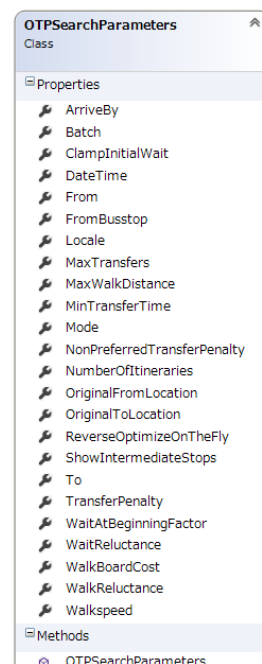 OTPSearchParameters
Class
Properties
ArriveBy
Batch
ClampInitialWait
DateTime
From
FromBusstop
Locale
MaxTransfers
MaxWalkDistance
MinTransferTime
Mode
NonPreferredTransferPenalty
NumberOfItineraries
OriginalFromLocation
OriginalToLocation
ReverseOptimizeOnTheFly
ShowIntermediateStops
To
TransferPenalty
WaitAtBeginningFactor
WaitReluctance
WalkBoardCost
WalkReluctance
Walkspeed
Methods
OTPSearchParameters